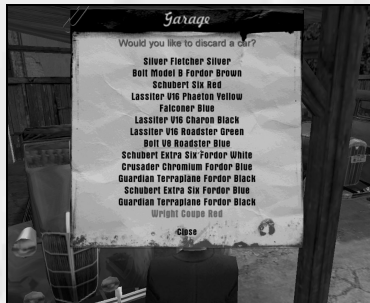 Garage
Would you like to discard a car?
Silver Fletcher Silver
Bolt Model B Fordor Brown
Schubert Six Red
Lassiter V16 Phaeton Yellow
Falconer Blue
Lassiter V16 Charon Black
Lassiter V16 Roadster Green
Bolt V8 Roadster Blue
Schubert Extra Six Fordor White
Crusader Chromium Fordor Blue
Guardian Terraplane Fordor Black
Schubert Extra Six Fordor Blue
Guardian Terraplane Fordor Black
Wright Coupe Red
Close